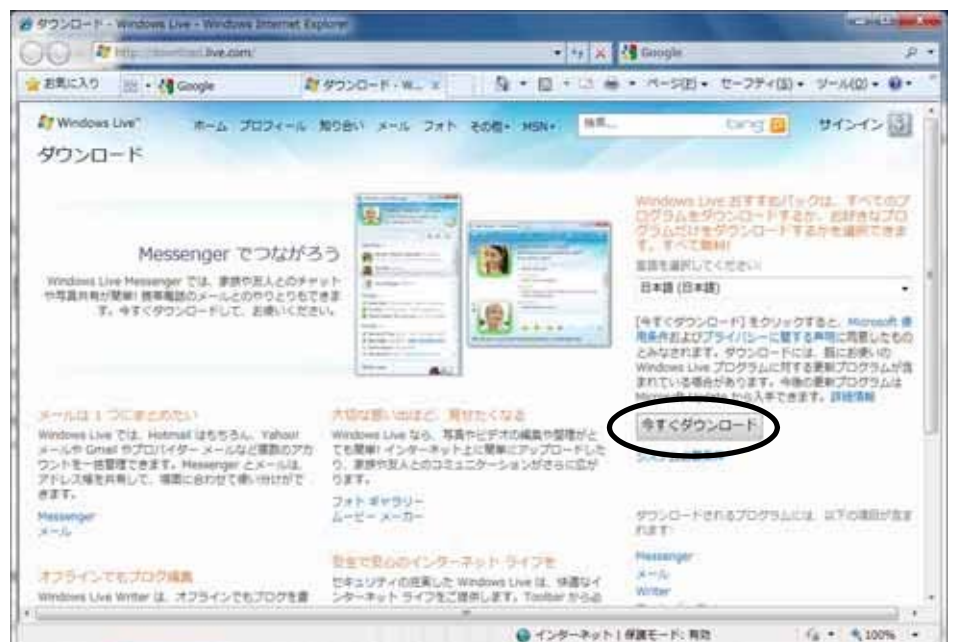 ダウンロード - Windows Live - Windows Internet Explorer
Google
お気に入り
Google
ダウンロード - W...
ページ(P)
セーフティ(S)
ツール(O)
Windows Live
ホーム プロフィール 知り合い メール フォト その他 MSN
検索...
bing
サインイン
ダウンロード
Messenger でつながろう
Windows Live Messenger では、家族や友人とのチャット
や写真共有が簡単! 携帯電話のメールとのやりとりもできま
す。今すぐダウンロードして、お使いください。
Windows Live おすすめパックは、すべてのプ
ログラムをダウンロードするか、お好きなプロ
グラムだけをダウンロードするかを選択できま
す。すべて無料!
言語を選択してください:
日本語 (日本語)
[今すぐダウンロード] をクリックすると、Microsoft 使
用条件およびプライバシーに関する声明に同意したもの
とみなされます。ダウンロードには、既にお使いの
Windows Live プログラムに対する更新プログラムが含
まれている場合があります。今後の更新プログラムは
Microsoft Update から入手できます。詳細情報
今すぐダウンロード
メールは 1 つにまとめたい
Windows Live では、Hotmail はもちろん、Yahoo!
メールや Gmail やプロバイダー メールなど複数のアカ
ウントを一括管理できます。Messenger とメールは、
アドレス帳を共有して、場面に合わせて使い分けがで
きます。
Messenger
メール
大切な思い出ほど、見せたくなる
Windows Live なら、写真やビデオの編集や整理がと
ても簡単! インターネット上に簡単にアップロードした
り、家族や友人とのコミュニケーションがさらに広が
ります。
フォト ギャラリー
ムービー メーカー
ダウンロードされるプログラムには、以下の項目が含ま
れます:
Messenger
メール
Writer
オフラインでもブログ編集
Windows Live Writer は、オフラインでもブログを書
安全で安心のインターネット ライフを
セキュリティの充実した Windows Live は、快適なイ
ンターネット ライフをご提供します。Toolbar から必
インターネット | 保護モード: 有効
100%